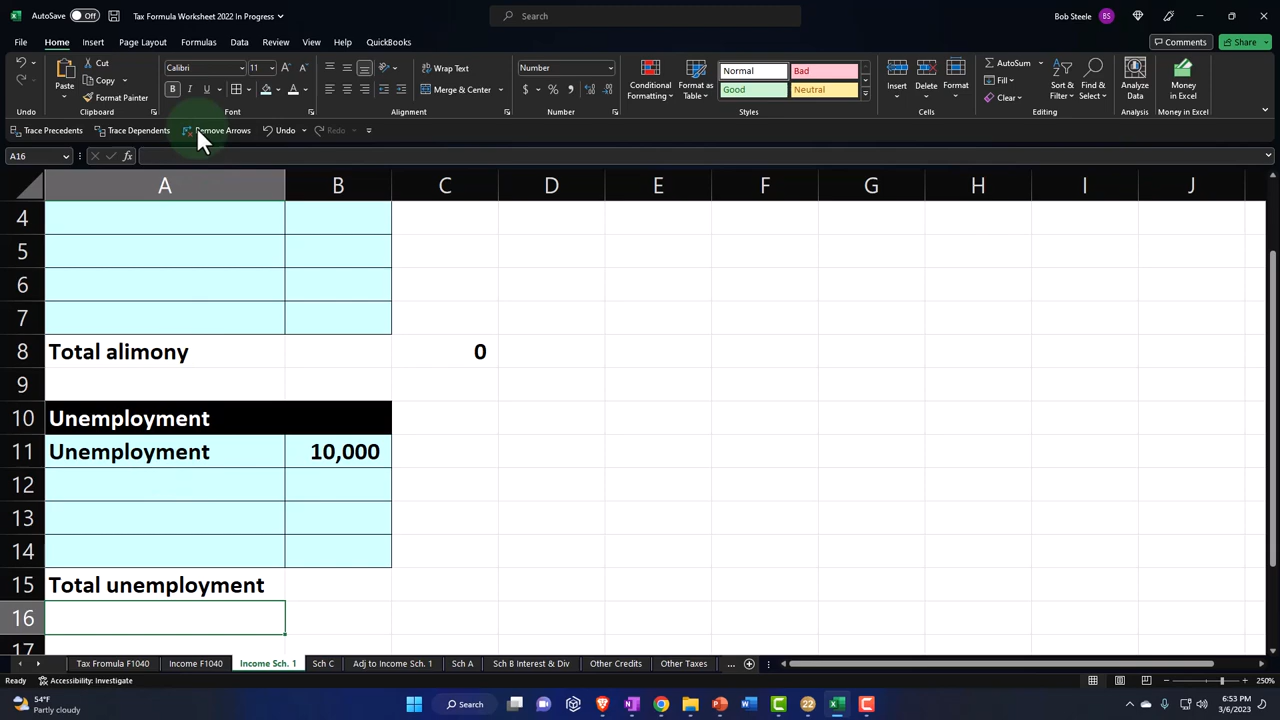 AutoSave Off Tax Formula Worksheet 2022 In Progress Search Bob Steele BS
File Home Insert Page Layout Formulas Data Review View Help QuickBooks Comments Share
Cut Calibri 11 Wrap Text Number Normal Bad AutoSum
Paste Copy Conditional Formatting Format as Table Insert Delete Format Fill Sort & Filter Find & Select Analyze Data Money in Excel
Format Painter Merge & Center Good Neutral Clear
Undo Clipboard Font Alignment Number Styles Cells Editing Analysis Money in Excel
Trace Precedents Trace Dependents Remove Arrows Undo Redo
A16 fx
A B C D E F G H I J
4
5
6
7
8 Total alimony 0
9
10 Unemployment
11 Unemployment 10,000
12
13
14
15 Total unemployment
16
17
Tax Fromula F1040 Income F1040 Income Sch. 1 Sch C Adj to Income Sch. 1 Sch A Sch B Interest & Div Other Credits Other Taxes ...
Ready Accessibility: Investigate 250%
54°F Partly cloudy Search 22 6:53 PM 3/6/2023